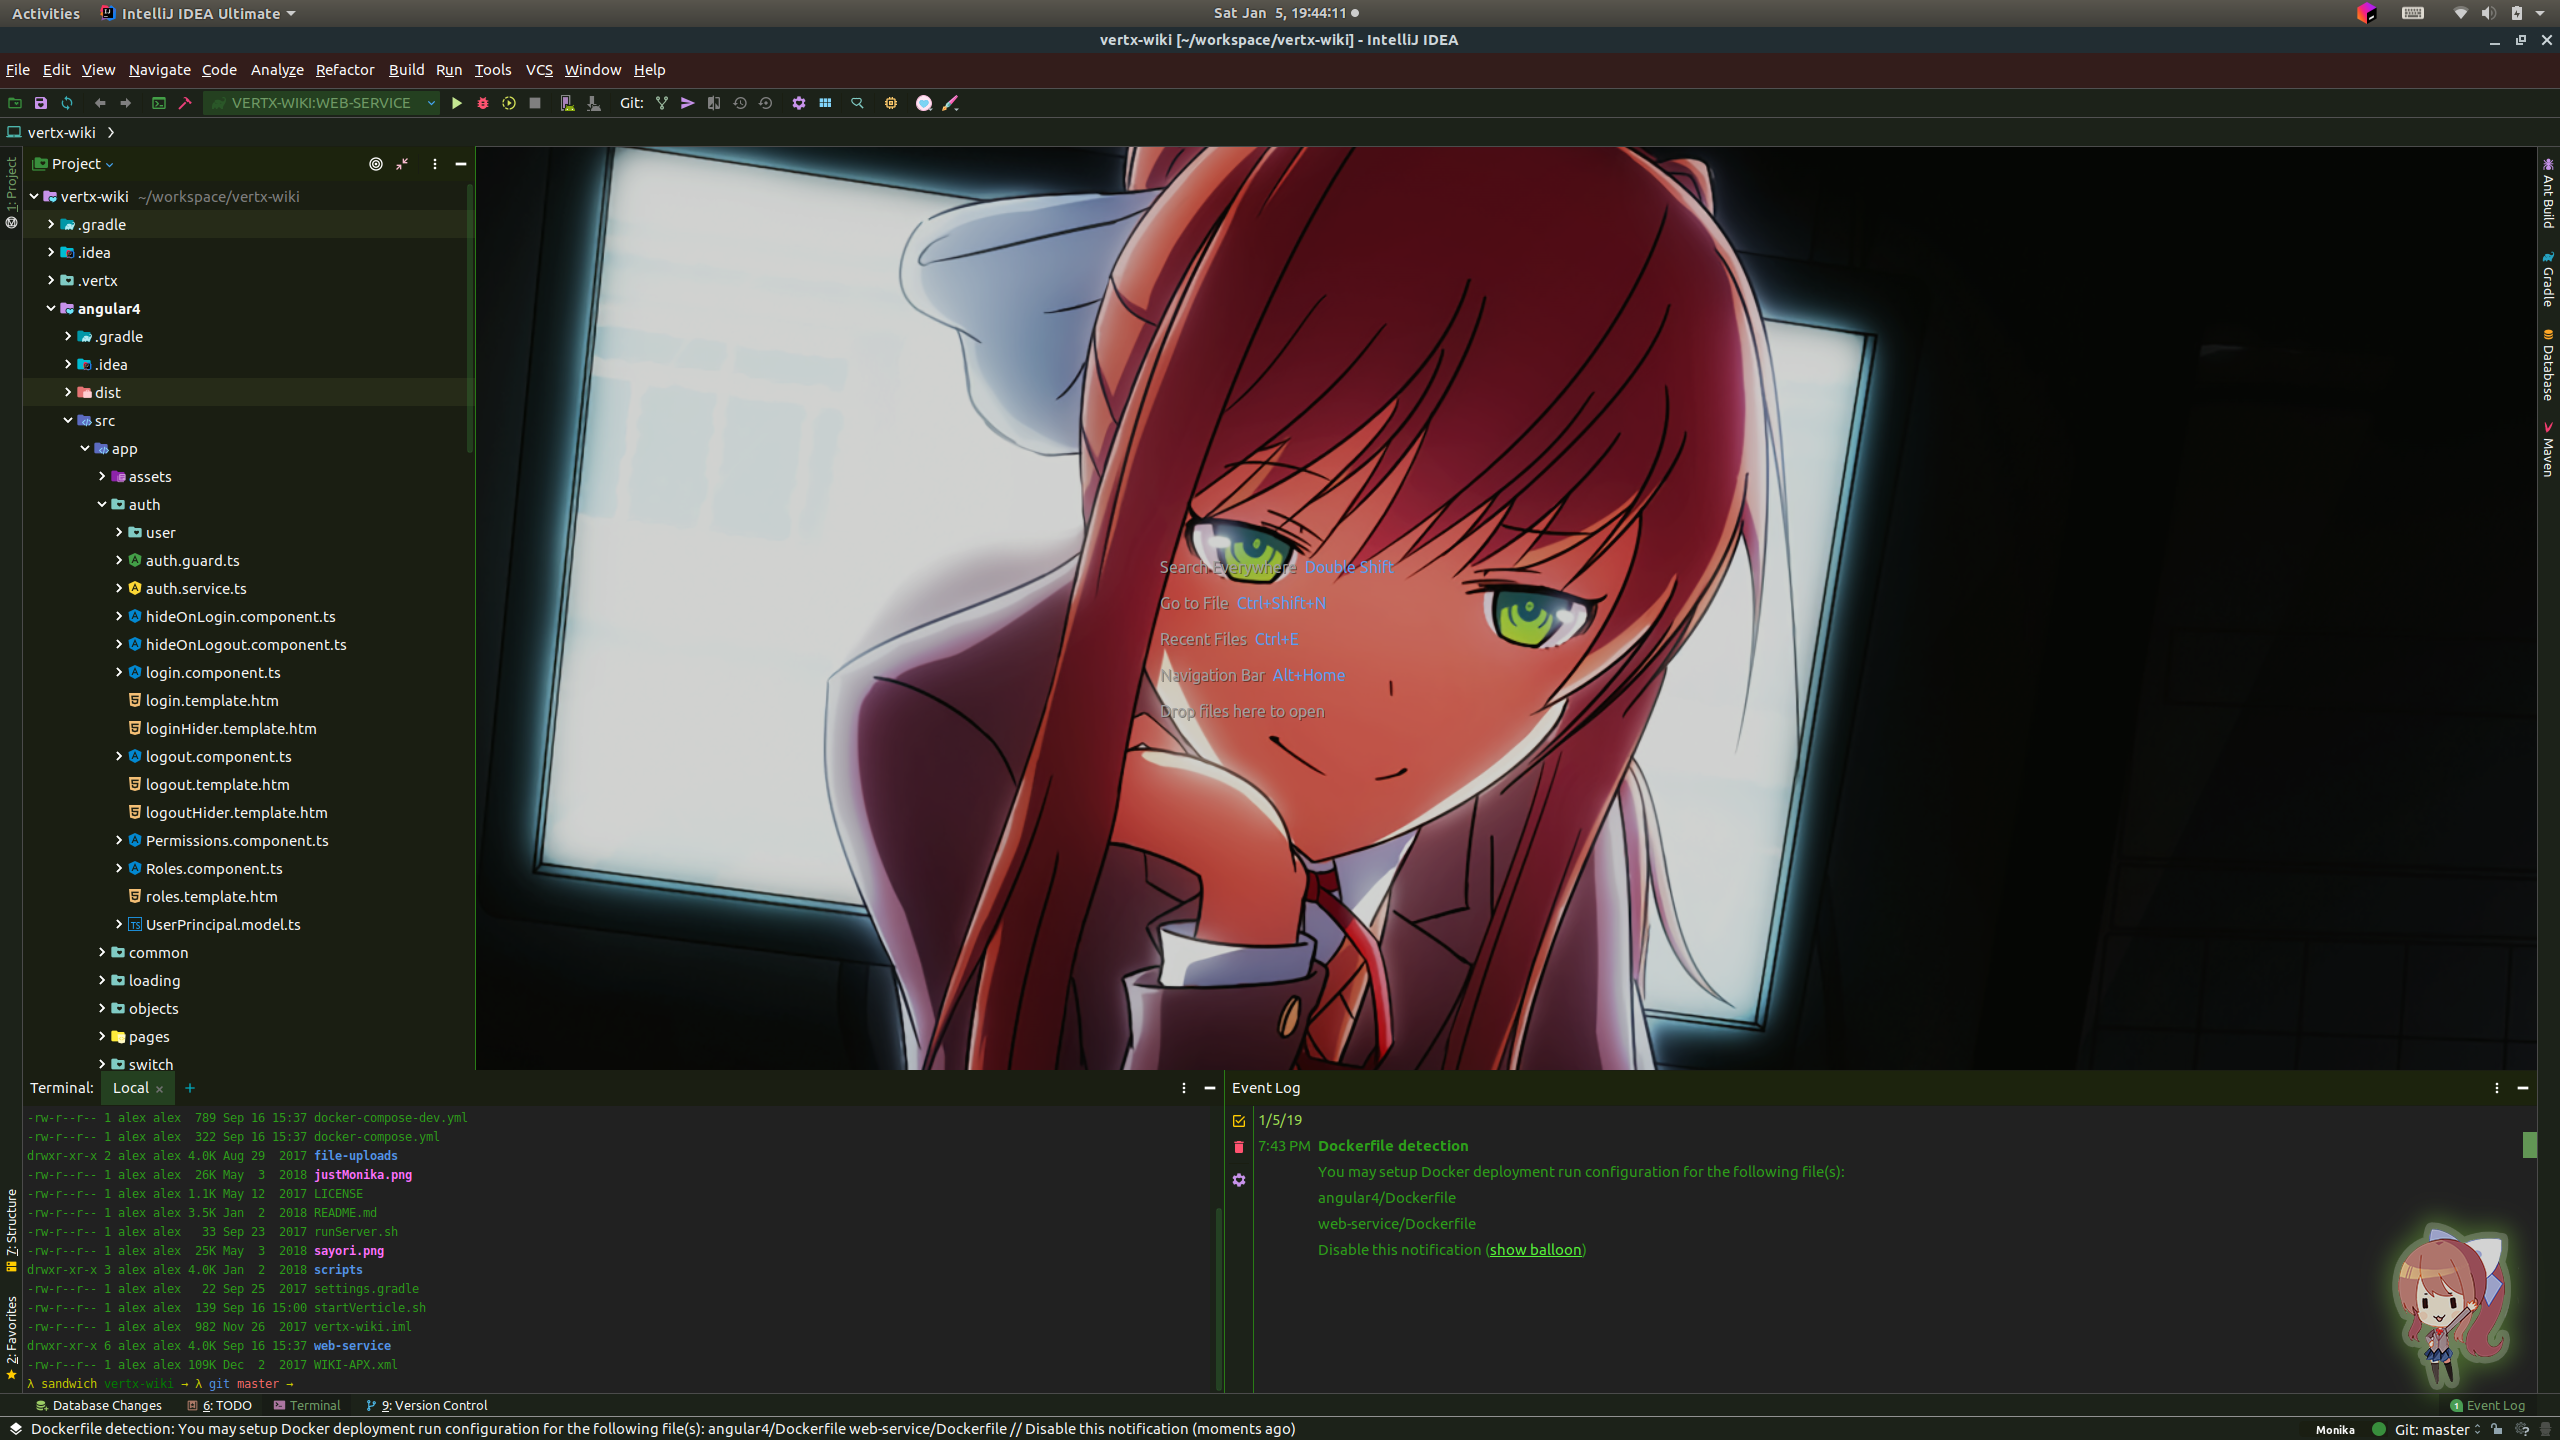 Activities IntelliJ IDEA Ultimate Sat Jan 5, 19:44:11
vertx-wiki [~/workspace/vertx-wiki] - IntelliJ IDEA
File Edit View Navigate Code Analyze Refactor Build Run Tools VCS Window Help
VERTX-WIKI:WEB-SERVICE Git:
vertx-wiki
1: Project
Project
vertx-wiki ~/workspace/vertx-wiki
.gradle
.idea
.vertx
angular4
.gradle
.idea
dist
src
app
assets
auth
user
auth.guard.ts
auth.service.ts
hideOnLogin.component.ts
hideOnLogout.component.ts
login.component.ts
login.template.htm
loginHider.template.htm
logout.component.ts
logout.template.htm
logoutHider.template.htm
Permissions.component.ts
Roles.component.ts
roles.template.htm
UserPrincipal.model.ts
common
loading
objects
pages
switch
Search Everywhere Double Shift
Go to File Ctrl+Shift+N
Recent Files Ctrl+E
Navigation Bar Alt+Home
Drop files here to open
Ant Build
Gradle
Database
Maven
7: Structure
2: Favorites
Terminal: Local × +
-rw-r--r-- 1 alex alex 789 Sep 16 15:37 docker-compose-dev.yml
-rw-r--r-- 1 alex alex 322 Sep 16 15:37 docker-compose.yml
drwxr-xr-x 2 alex alex 4.0K Aug 29 2017 file-uploads
-rw-r--r-- 1 alex alex 26K May 3 2018 justMonika.png
-rw-r--r-- 1 alex alex 1.1K May 12 2017 LICENSE
-rw-r--r-- 1 alex alex 3.5K Jan 2 2018 README.md
-rw-r--r-- 1 alex alex 33 Sep 23 2017 runServer.sh
-rw-r--r-- 1 alex alex 25K May 3 2018 sayori.png
drwxr-xr-x 3 alex alex 4.0K Jan 2 2018 scripts
-rw-r--r-- 1 alex alex 22 Sep 25 2017 settings.gradle
-rw-r--r-- 1 alex alex 139 Sep 16 15:00 startVerticle.sh
-rw-r--r-- 1 alex alex 982 Nov 26 2017 vertx-wiki.iml
drwxr-xr-x 6 alex alex 4.0K Sep 16 15:37 web-service
-rw-r--r-- 1 alex alex 109K Dec 2 2017 WIKI-APX.xml
λ sandwich vertx-wiki → λ git master →
Event Log
1/5/19
7:43 PM Dockerfile detection
You may setup Docker deployment run configuration for the following file(s):
angular4/Dockerfile
web-service/Dockerfile
Disable this notification (show balloon)
Database Changes 6: TODO Terminal 9: Version Control 1 Event Log
Dockerfile detection: You may setup Docker deployment run configuration for the following file(s): angular4/Dockerfile web-service/Dockerfile // Disable this notification (moments ago) Monika Git: master